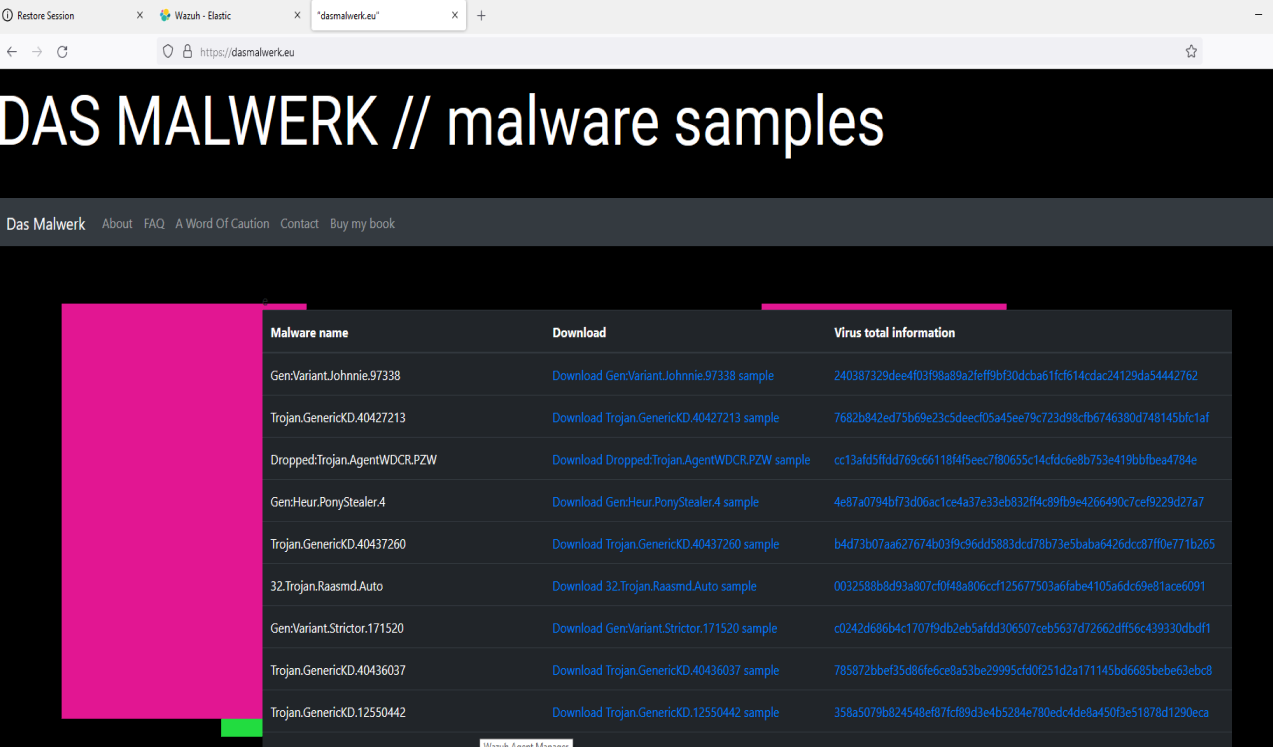 Restore Session
Wazuh - Elastic
"dasmalwerk.eu"
https://dasmalwerk.eu
DAS MALWERK // malware samples
Das Malwerk About FAQ A Word Of Caution Contact Buy my book
Malware name Download Virus total information
Gen:Variant.Johnnie.97338 Download Gen:Variant.Johnnie.97338 sample 240387329dee4f03f98a89a2feff9bf30dcba61fcf614cdac24129da54442762
Trojan.GenericKD.40427213 Download Trojan.GenericKD.40427213 sample 7682b842ed75b69e23c5deecf05a45ee79c723d98cfb6746380d748145bfc1af
Dropped:Trojan.AgentWDCR.PZW Download Dropped:Trojan.AgentWDCR.PZW sample cc13afd5ffdd769c66118f4f5eec7f80655c14cfdc6e8b753e419bbfbea4784e
Gen:Heur.PonyStealer.4 Download Gen:Heur.PonyStealer.4 sample 4e87a0794bf73d06ac1ce4a37e33eb832ff4c89fb9e4266490c7cef9229d27a7
Trojan.GenericKD.40437260 Download Trojan.GenericKD.40437260 sample b4d73b07aa627674b03f9c96dd5883dcd78b73e5baba6426dcc87ff0e771b265
32.Trojan.Raasmd.Auto Download 32.Trojan.Raasmd.Auto sample 0032588b8d93a807cf0f48a806ccf125677503a6fabe4105a6dc69e81ace6091
Gen:Variant.Strictor.171520 Download Gen:Variant.Strictor.171520 sample c0242d686b4c1707f9db2eb5afdd306507ceb5637d72662dff56c439330dbdf1
Trojan.GenericKD.40436037 Download Trojan.GenericKD.40436037 sample 785872bbef35d86fe6ce8a53be29995cfd0f251d2a171145bd6685bebe63ebc8
Trojan.GenericKD.12550442 Download Trojan.GenericKD.12550442 sample 358a5079b824548ef87fcf89d3e4b5284e780edc4de8a450f3e51878d1290eca
Wazuh Agent Manager